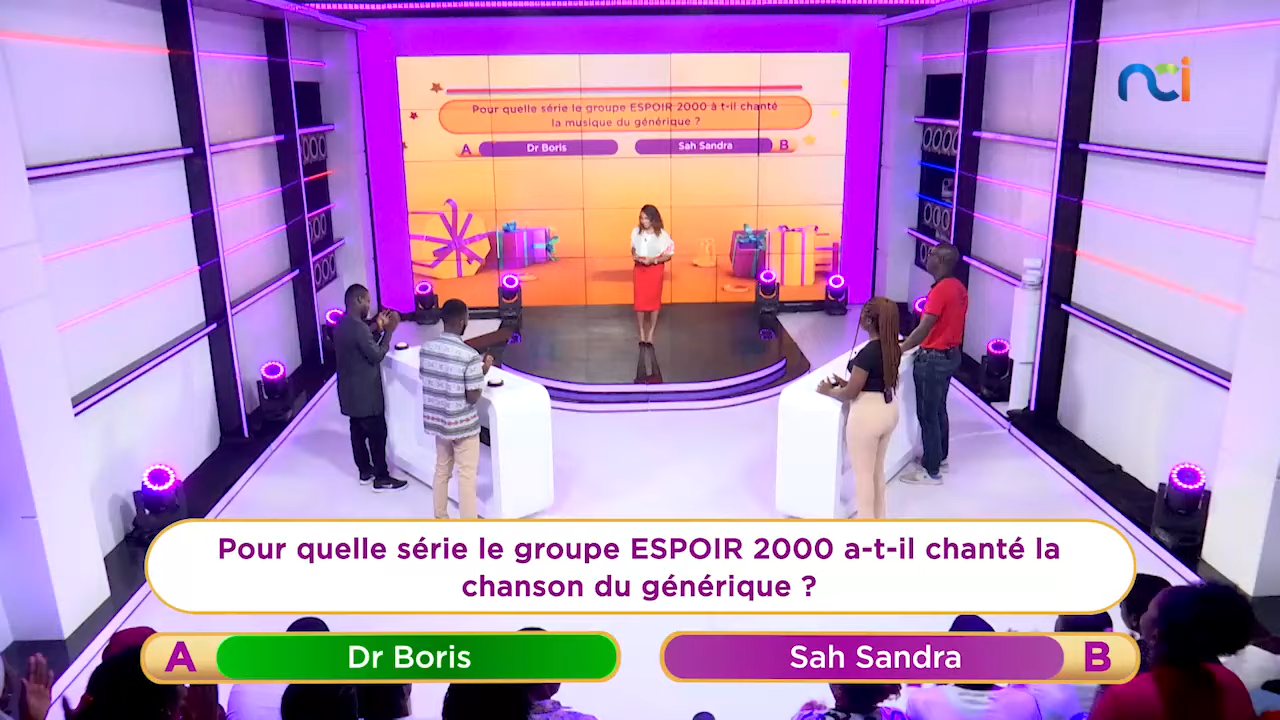 nci
Pour quelle série le groupe ESPOIR 2000 à t-il chanté
la musique du générique ?
A Dr Boris Sah Sandra B
Pour quelle série le groupe ESPOIR 2000 a-t-il chanté la
chanson du générique ?
A Dr Boris Sah Sandra B